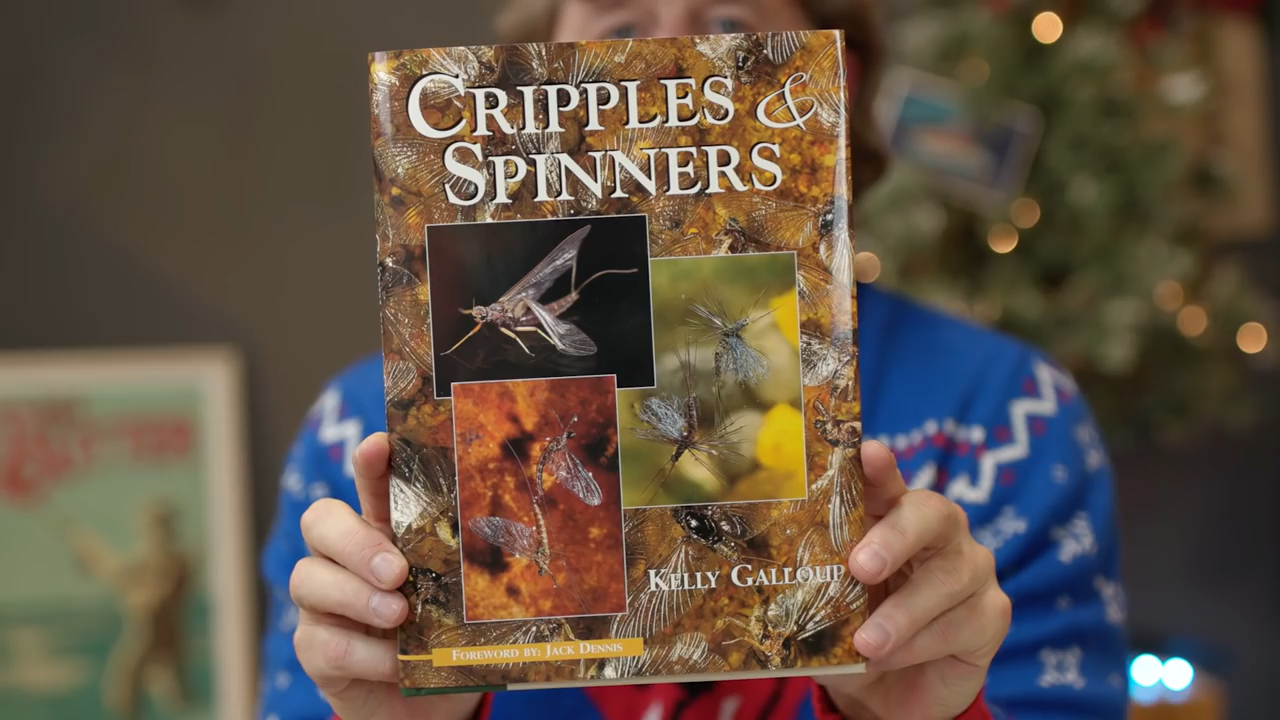 CRIPPLES &
SPINNERS
KELLY GALLOUP
FOREWORD BY: JACK DENNIS